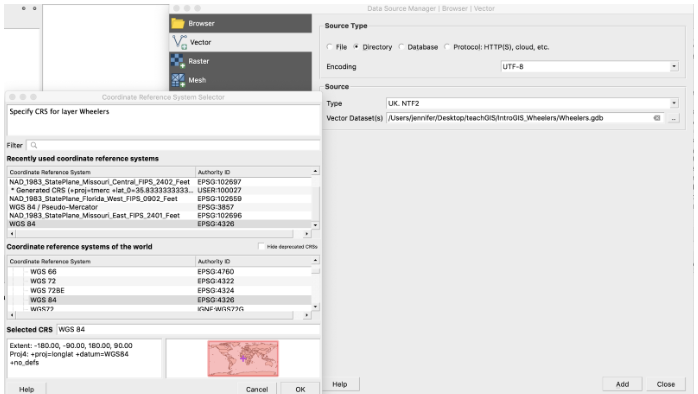 Data Source Manager | Browser | Vector
Browser
Vector
Raster
Mesh
Source Type
File Directory Database Protocol: HTTP(S), cloud, etc.
Encoding UTF-8
Source
Type UK. NTF2
Vector Dataset(s) /Users/jennifer/Desktop/teachGIS/IntroGIS_Wheelers/Wheelers.gdb
...
Help Add Close
Coordinate Reference System Selector
Specify CRS for layer Wheelers
Filter
Recently used coordinate reference systems
Coordinate Reference System Authority ID
NAD_1983_StatePlane_Missouri_Central_FIPS_2402_Feet EPSG:102697
* Generated CRS (+proj=tmerc +lat_0=35.8333333333... USER:100027
NAD_1983_StatePlane_Florida_West_FIPS_0902_Feet EPSG:102659
WGS 84 / Pseudo-Mercator EPSG:3857
NAD_1983_StatePlane_Missouri_East_FIPS_2401_Feet EPSG:102696
WGS 84 EPSG:4326
Coordinate reference systems of the world Hide deprecated CRSs
Coordinate Reference System Authority ID
WGS 66 EPSG:4760
WGS 72 EPSG:4322
WGS 72BE EPSG:4324
WGS 84 EPSG:4326
WGS72 IGNF:WGS72G
Selected CRS WGS 84
Extent: -180.00, -90.00, 180.00, 90.00
Proj4: +proj=longlat +datum=WGS84
+no_defs
Help Cancel OK